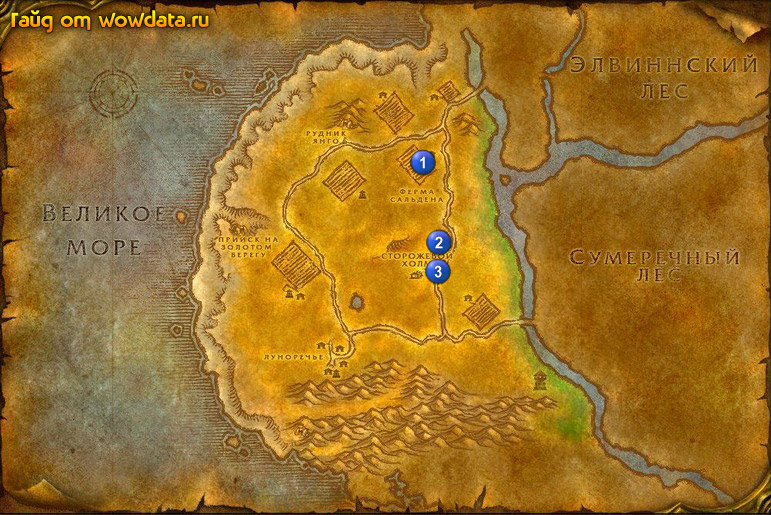 гайд от wowdata.ru
ЭЛВИННСКИЙ
ЛЕС
РУДНИК
ЯНГО
1
ФЕРМА
САЛЬДЕНА
ВЕЛИКОЕ
МОРЕ
ПРИИСК НА
ЗОЛОТОМ
БЕРЕГУ
2
СТОРОЖЕВОЙ
ХОЛМ
3
СУМЕРЕЧНЫЙ
ЛЕС
ЛУНОРЕЧЬЕ